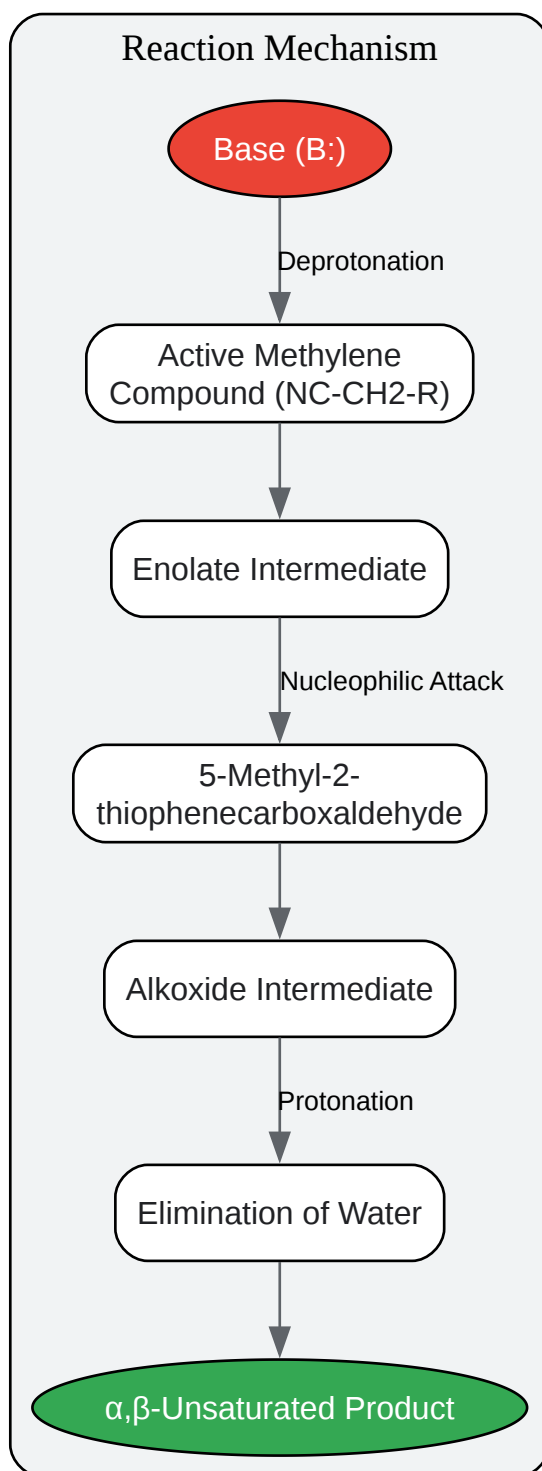 Reaction Mechanism
Base (B:)
Deprotonation
Active Methylene
Compound (NC-CH2-R)
Enolate Intermediate
Nucleophilic Attack
5-Methyl-2-
thiophenecarboxaldehyde
Alkoxide Intermediate
Protonation
Elimination of Water
α,β-Unsaturated Product